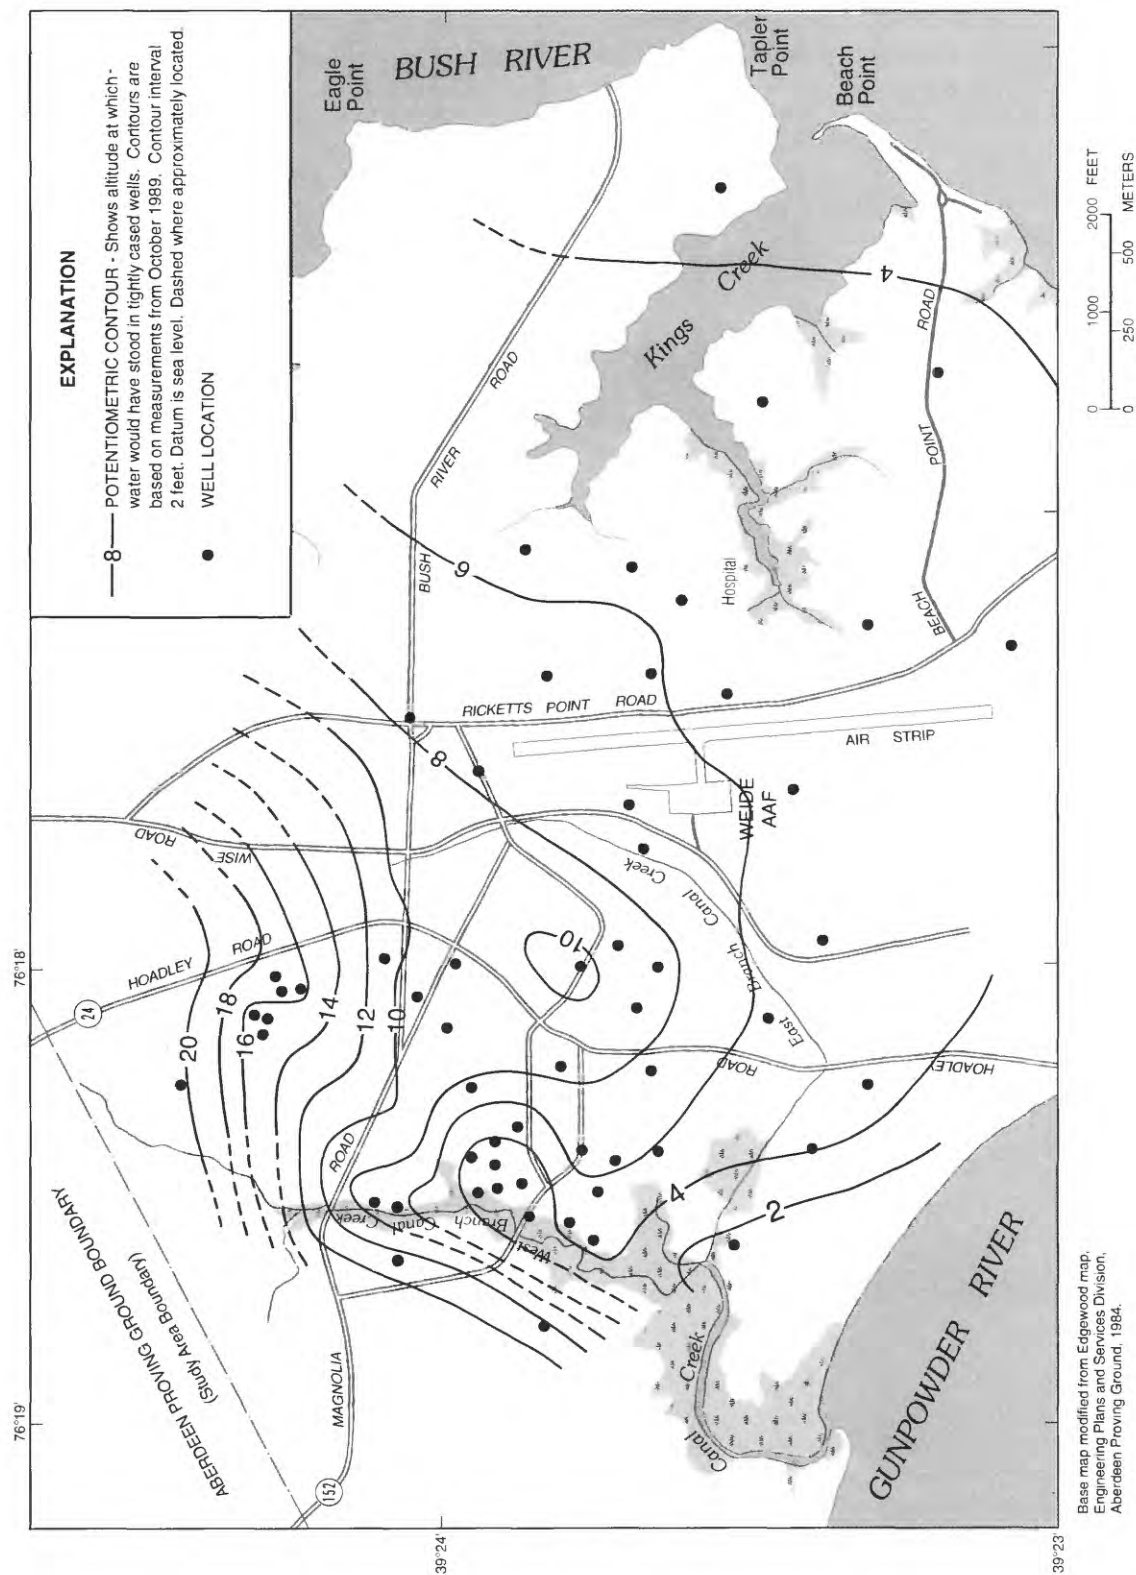 EXPLANATION
8 POTENTIOMETRIC CONTOUR - Shows altitude at which -
water would have stood in tightly cased wells. Contours are
based on measurements from October 1989. Contour interval
2 feet. Datum is sea level. Dashed where approximately located.
WELL LOCATION
Eagle
Point
BUSH RIVER
Tapler
Point
Beach
Point
76°19'
76°18'
39°24'
39°23'
ABERDEEN PROVING GROUND BOUNDARY
(Study Area Boundary)
24
HOADLEY ROAD
WISE ROAD
20
18
16
14
12
10
8
6
10
4
2
4
MAGNOLIA ROAD
152
BUSH RIVER ROAD
RICKETTS POINT ROAD
AIR STRIP
WEIDE
AAF
Hospital
Kings Creek
BEACH POINT ROAD
West Branch Canal Creek
East Branch Canal Creek
HOADLEY ROAD
Canal Creek
GUNPOWDER RIVER
0 1000 2000 FEET
0 250 500 METERS
Base map modified from Edgewood map,
Engineering Plans and Services Division,
Aberdeen Proving Ground, 1984.